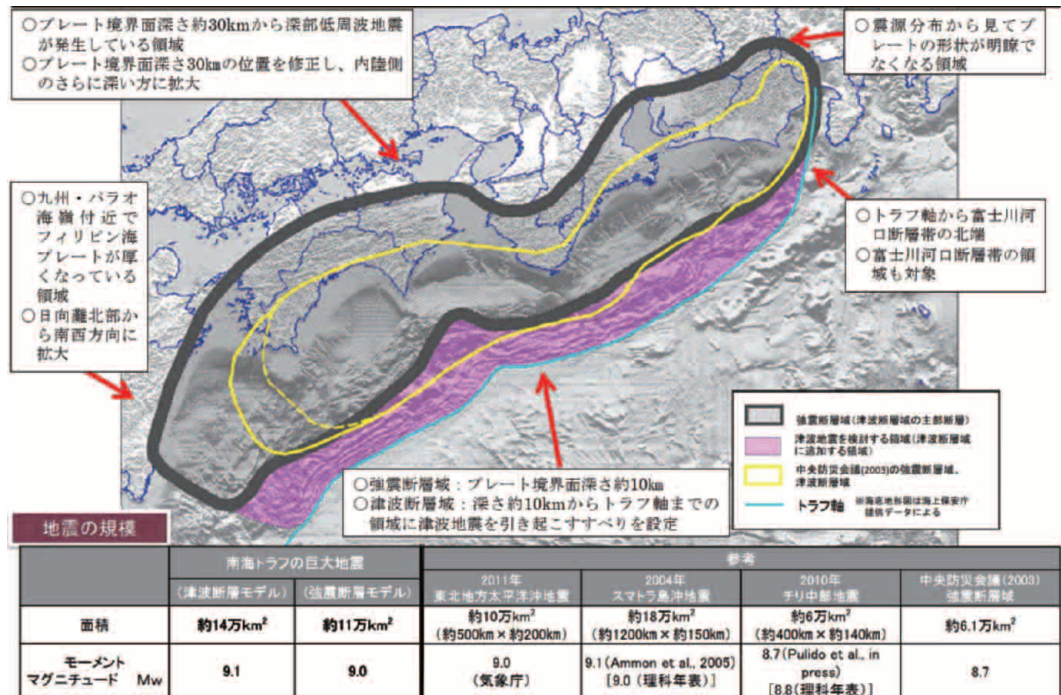 ○プレート境界面深さ約30kmから深部低周波地震
が発生している領域
○プレート境界面深さ30㎞の位置を修正し、内陸側
のさらに深い方に拡大
○震源分布から見てプ
レートの形状が明瞭で
なくなる領域
○九州・パラオ
海嶺付近で
フィリピン海
プレートが厚
くなっている
領域
○日向灘北部か
ら南西方向に
拡大
○トラフ軸から富士川河
口断層帯の北端
○富士川河口断層帯の領
域も対象
○強震断層域：プレート境界面深さ約10㎞
○津波断層域：深さ約10kmからトラフ軸までの
領域に津波地震を引き起こすすべりを設定
強震断層域(津波断層域の主部断層)
津波地震を検討する領域(津波断層域
に追加する領域)
中央防災会議(2003)の強震断層域、
津波断層域
トラフ軸 ※海底地形図は海上保安庁
提供データによる
地震の規模
南海トラフの巨大地震 参考
(津波断層モデル) (強震断層モデル) 2011年 東北地方太平洋沖地震 2004年 スマトラ島沖地震 2010年 チリ中部地震 中央防災会議(2003) 強震断層域
面積 約14万km² 約11万km² 約10万km² (約500km×約200km) 約18万km² (約1200km×約150km) 約6万km² (約400km×約140km) 約6.1万km²
モーメント マグニチュード Mw 9.1 9.0 9.0 (気象庁) 9.1(Ammon et al., 2005) [9.0 (理科年表)] 8.7(Pulido et al., in press) [8.8(理科年表)] 8.7